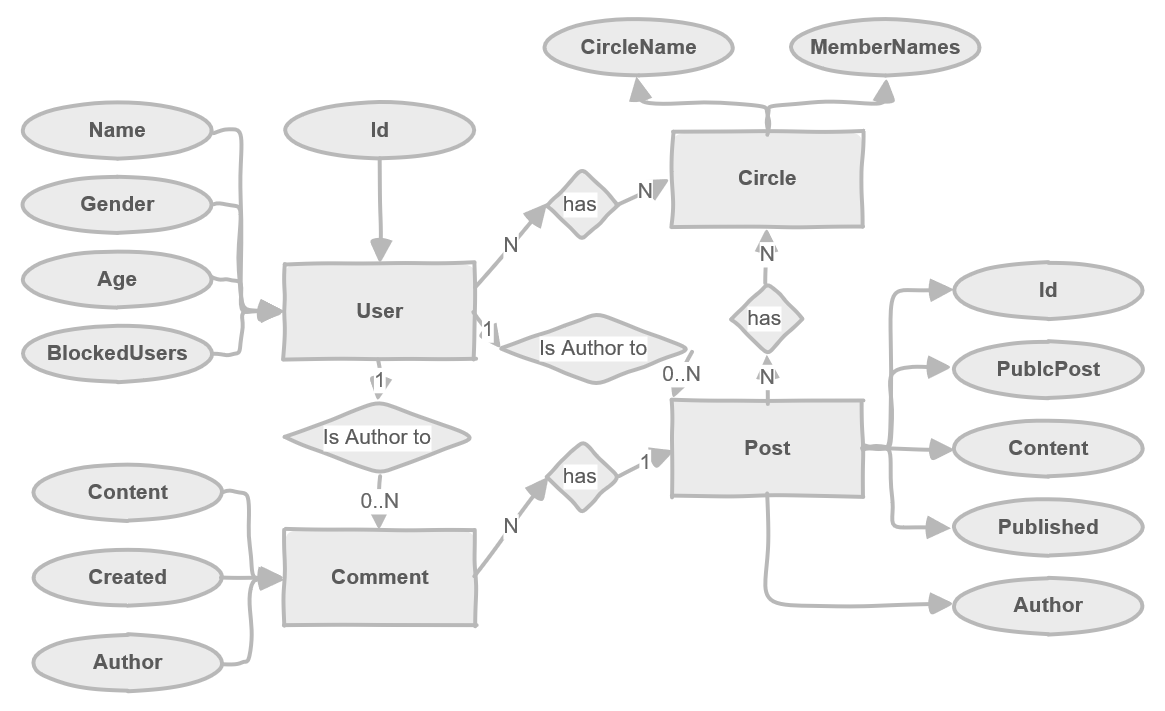 CircleName
MemberNames
Name
Id
Circle
Gender
has
N
N
N
Age
User
has
Id
1
Is Author to
BlockedUsers
0..N
PublcPost
1
N
Is Author to
Post
Content
Content
has
1
0..N
N
Published
Created
Comment
Author
Author